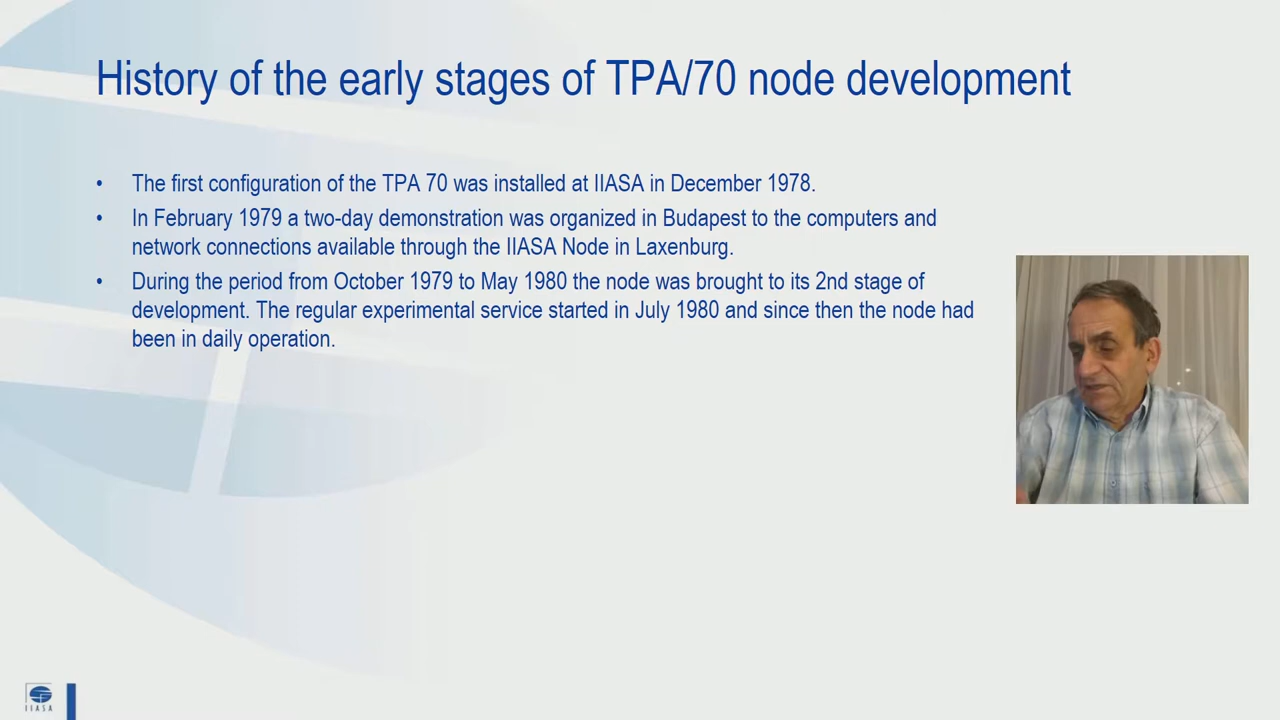 History of the early stages of TPA/70 node development
• The first configuration of the TPA 70 was installed at IIASA in December 1978.
• In February 1979 a two-day demonstration was organized in Budapest to the computers and
network connections available through the IIASA Node in Laxenburg.
• During the period from October 1979 to May 1980 the node was brought to its 2nd stage of
development. The regular experimental service started in July 1980 and since then the node had
been in daily operation.
IIASA